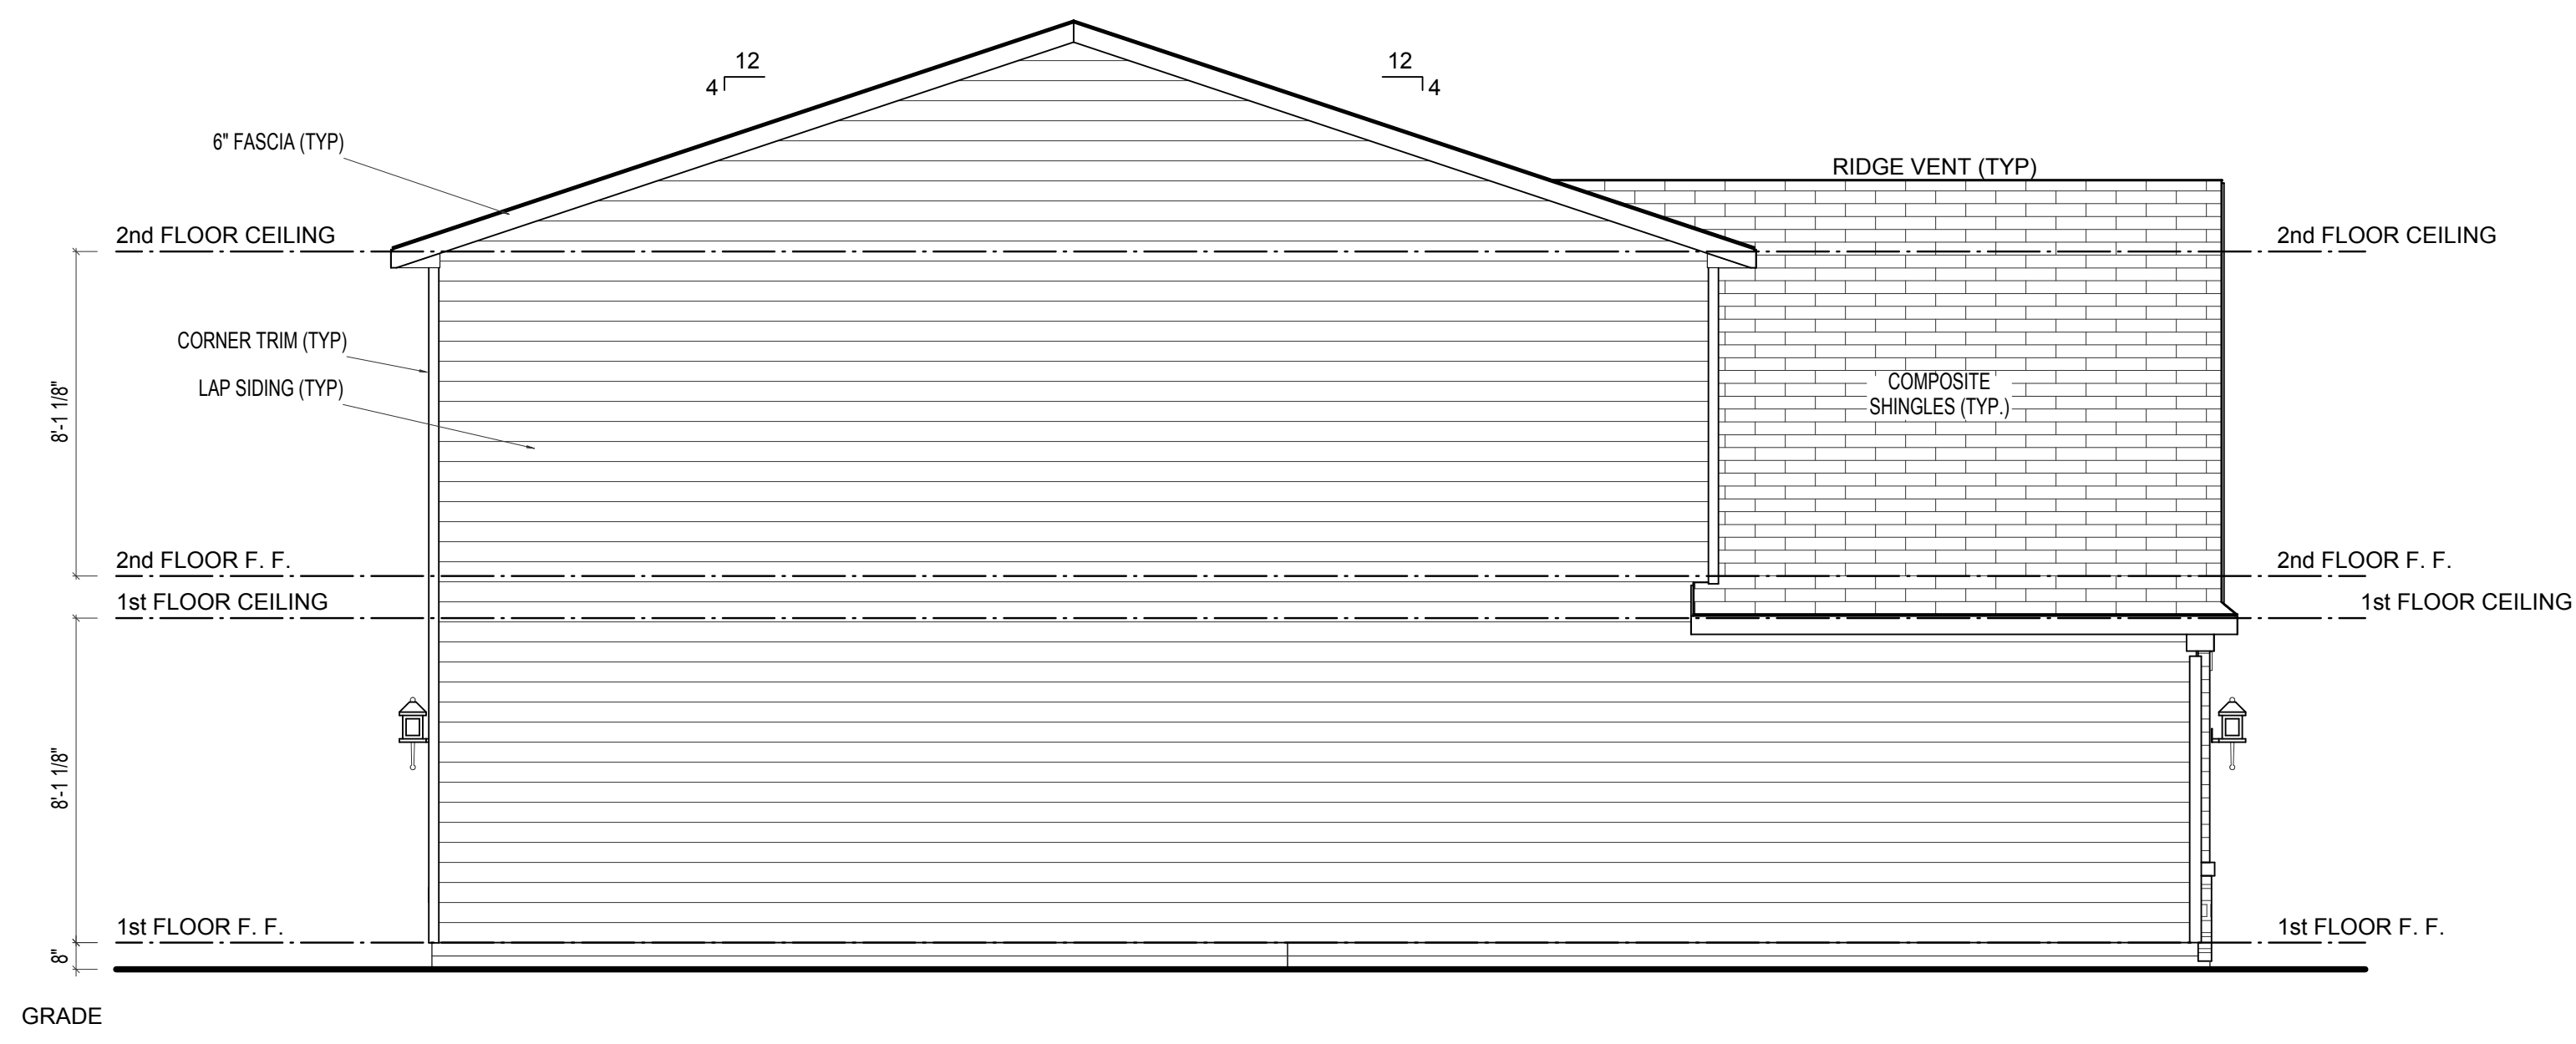 12
4
12
4
6" FASCIA (TYP)
RIDGE VENT (TYP)
2nd FLOOR CEILING
2nd FLOOR CEILING
CORNER TRIM (TYP)
LAP SIDING (TYP)
COMPOSITE
SHINGLES (TYP.)
8'-1 1/8"
2nd FLOOR F. F.
2nd FLOOR F. F.
1st FLOOR CEILING
1st FLOOR CEILING
8'-1 1/8"
1st FLOOR F. F.
1st FLOOR F. F.
8"
GRADE